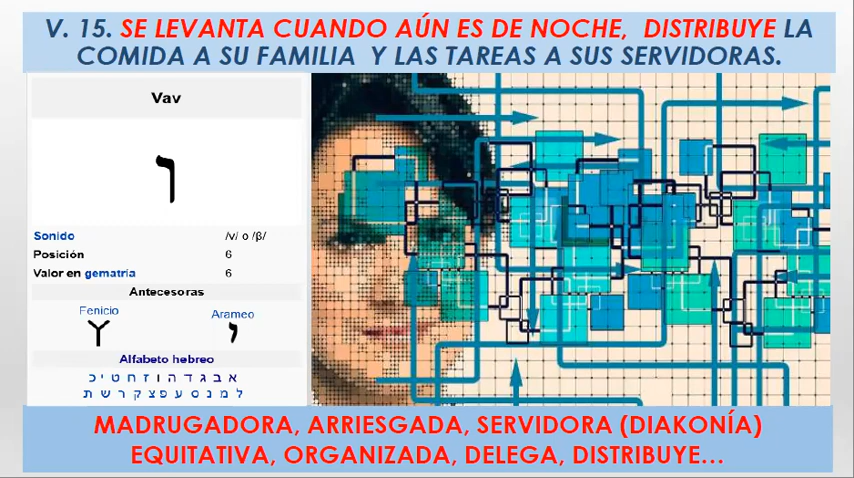 V. 15. SE LEVANTA CUANDO AÚN ES DE NOCHE, DISTRIBUYE LA
COMIDA A SU FAMILIA Y LAS TAREAS A SUS SERVIDORAS.
Vav
ו
Sonido /v/ o /β/
Posición 6
Valor en gematría 6
Antecesoras
Fenicio Arameo
Alfabeto hebreo
א ב ג ד ה ו ז ח ט י כ
ל מ נ ס ע פ צ ק ר ש ת
MADRUGADORA, ARRIESGADA, SERVIDORA (DIAKONÍA)
EQUITATIVA, ORGANIZADA, DELEGA, DISTRIBUYE...